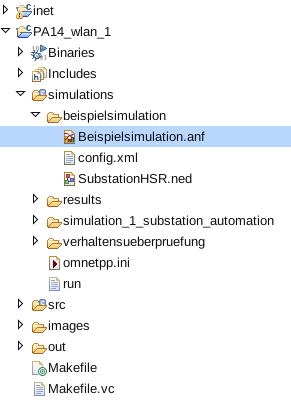 inet
PA14_wlan_1
Binaries
Includes
simulations
beispielsimulation
Beispielsimulation.anf
config.xml
SubstationHSR.ned
results
simulation_1_substation_automation
verhaltensueberpruefung
omnetpp.ini
run
src
images
out
Makefile
Makefile.vc